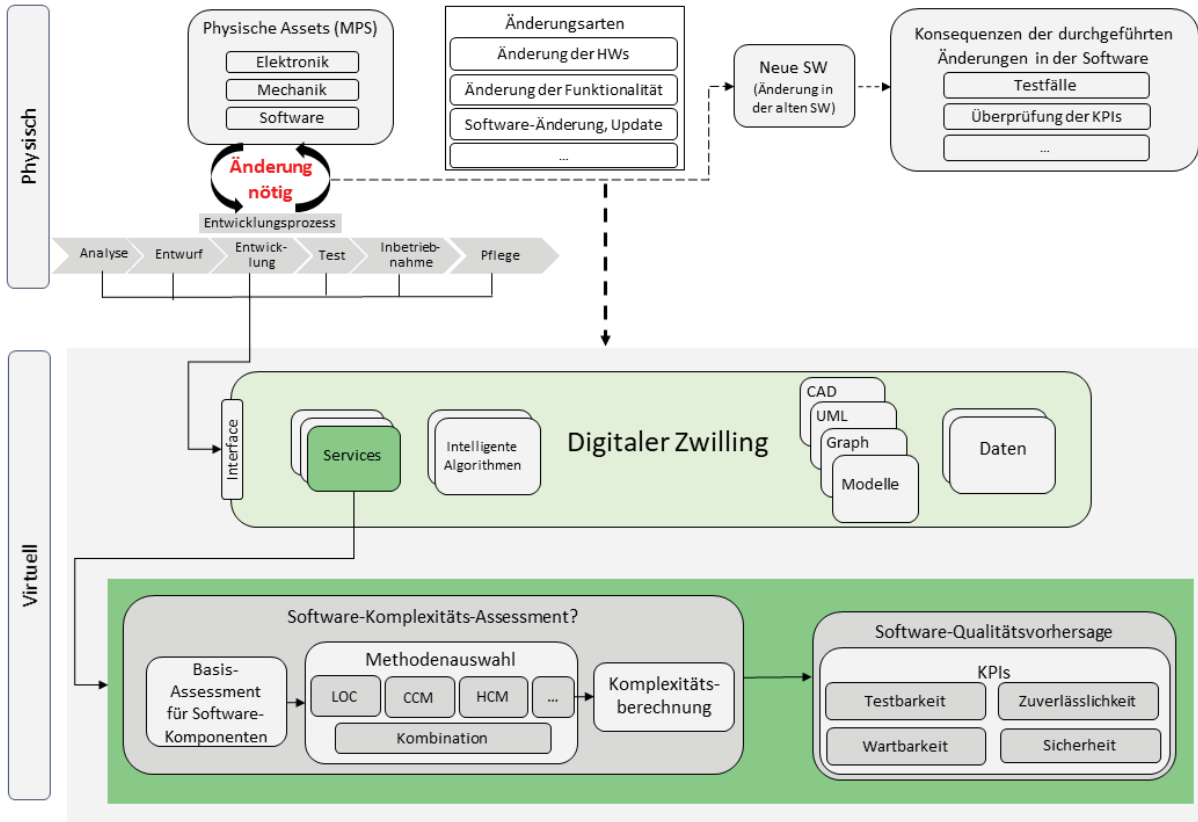 Physisch
Physische Assets (MPS)
Elektronik
Mechanik
Software
Änderung
nötig
Entwicklungsprozess
Analyse
Entwurf
Entwick-
lung
Test
Inbetrieb-
nahme
Pflege
Änderungsarten
Änderung der HWs
Änderung der Funktionalität
Software-Änderung, Update
...
Neue SW
(Änderung in
der alten SW)
Konsequenzen der durchgeführten
Änderungen in der Software
Testfälle
Überprüfung der KPIs
...
Virtuell
Interface
Services
Intelligente
Algorithmen
Digitaler Zwilling
CAD
UML
Graph
Modelle
Daten
Software-Komplexitäts-Assessment?
Basis-
Assessment
für Software-
Komponenten
Methodenauswahl
LOC
CCM
HCM
...
Kombination
Komplexitäts-
berechnung
Software-Qualitätsvorhersage
KPIs
Testbarkeit
Zuverlässlichkeit
Wartbarkeit
Sicherheit